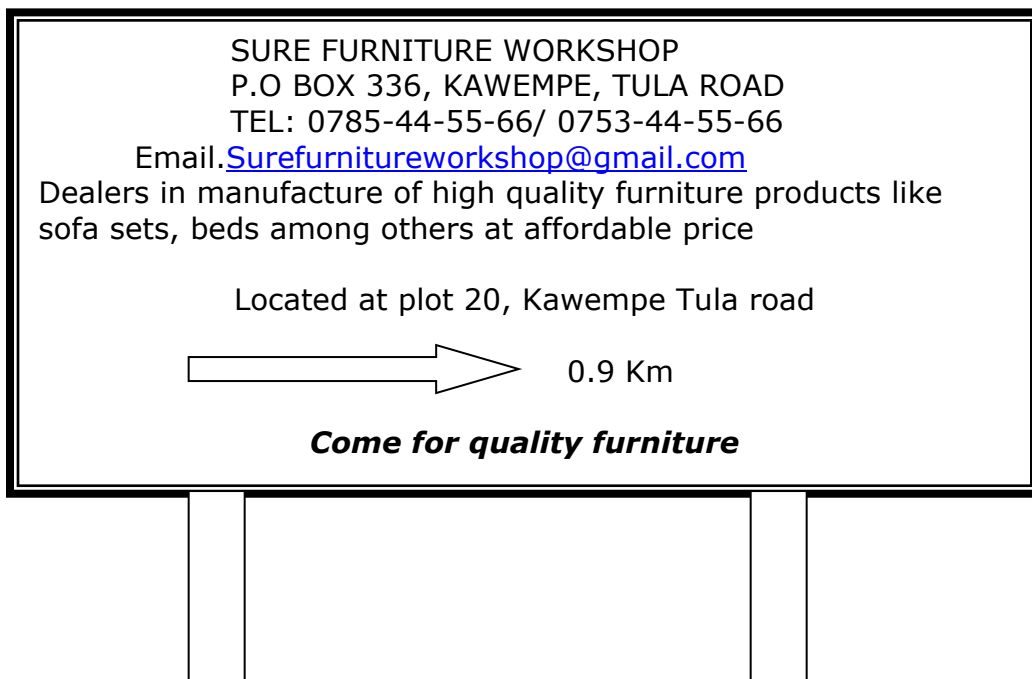 SURE FURNITURE WORKSHOP
P.O BOX 336, KAWEMPE, TULA ROAD
TEL: 0785-44-55-66/ 0753-44-55-66
Email.Surefurnitureworkshop@gmail.com
Dealers in manufacture of high quality furniture products like
sofa sets, beds among others at affordable price
Located at plot 20, Kawempe Tula road
0.9 Km
Come for quality furniture